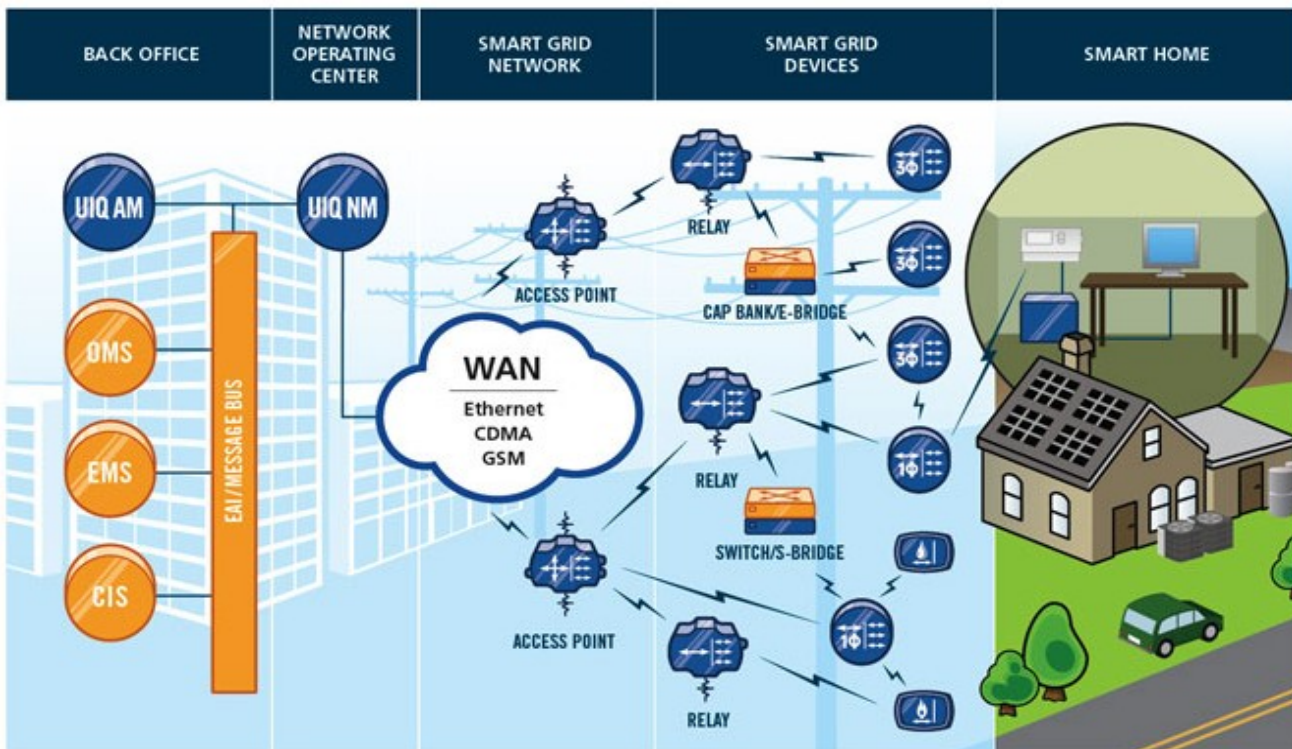 BACK OFFICE
NETWORK
OPERATING
CENTER
SMART GRID
NETWORK
SMART GRID
DEVICES
SMART HOME
UIQ AM
UIQ NM
OMS
EMS
CIS
EAI/MESSAGE BUS
ACCESS POINT
WAN
Ethernet
CDMA
GSM
ACCESS POINT
RELAY
3Φ
CAP BANK/E-BRIDGE
3Φ
3Φ
RELAY
1Φ
SWITCH/S-BRIDGE
1Φ
RELAY